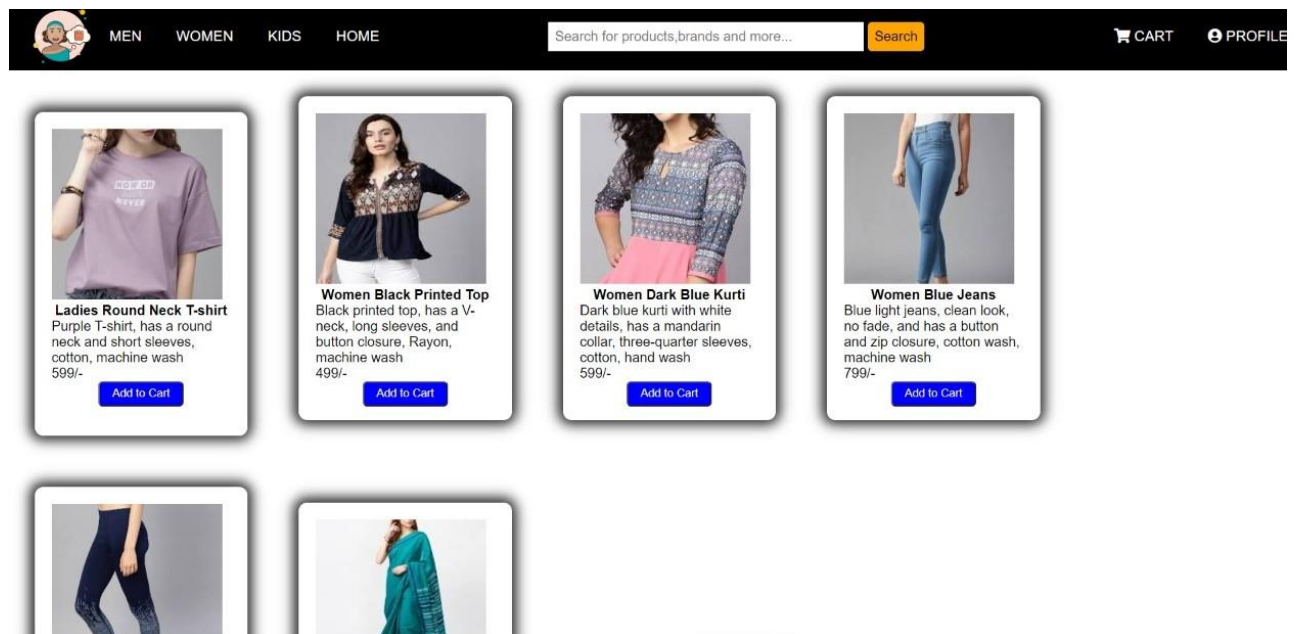 MEN WOMEN KIDS HOME Search for products,brands and more... Search CART PROFILE
NOW OR
NEVER
Ladies Round Neck T-shirt
Purple T-shirt, has a round
neck and short sleeves,
cotton, machine wash
599/-
Add to Cart
Women Black Printed Top
Black printed top, has a V-
neck, long sleeves, and
button closure, Rayon,
machine wash
499/-
Add to Cart
Women Dark Blue Kurti
Dark blue kurti with white
details, has a mandarin
collar, three-quarter sleeves,
cotton, hand wash
599/-
Add to Cart
Women Blue Jeans
Blue light jeans, clean look,
no fade, and has a button
and zip closure, cotton wash,
machine wash
799/-
Add to Cart